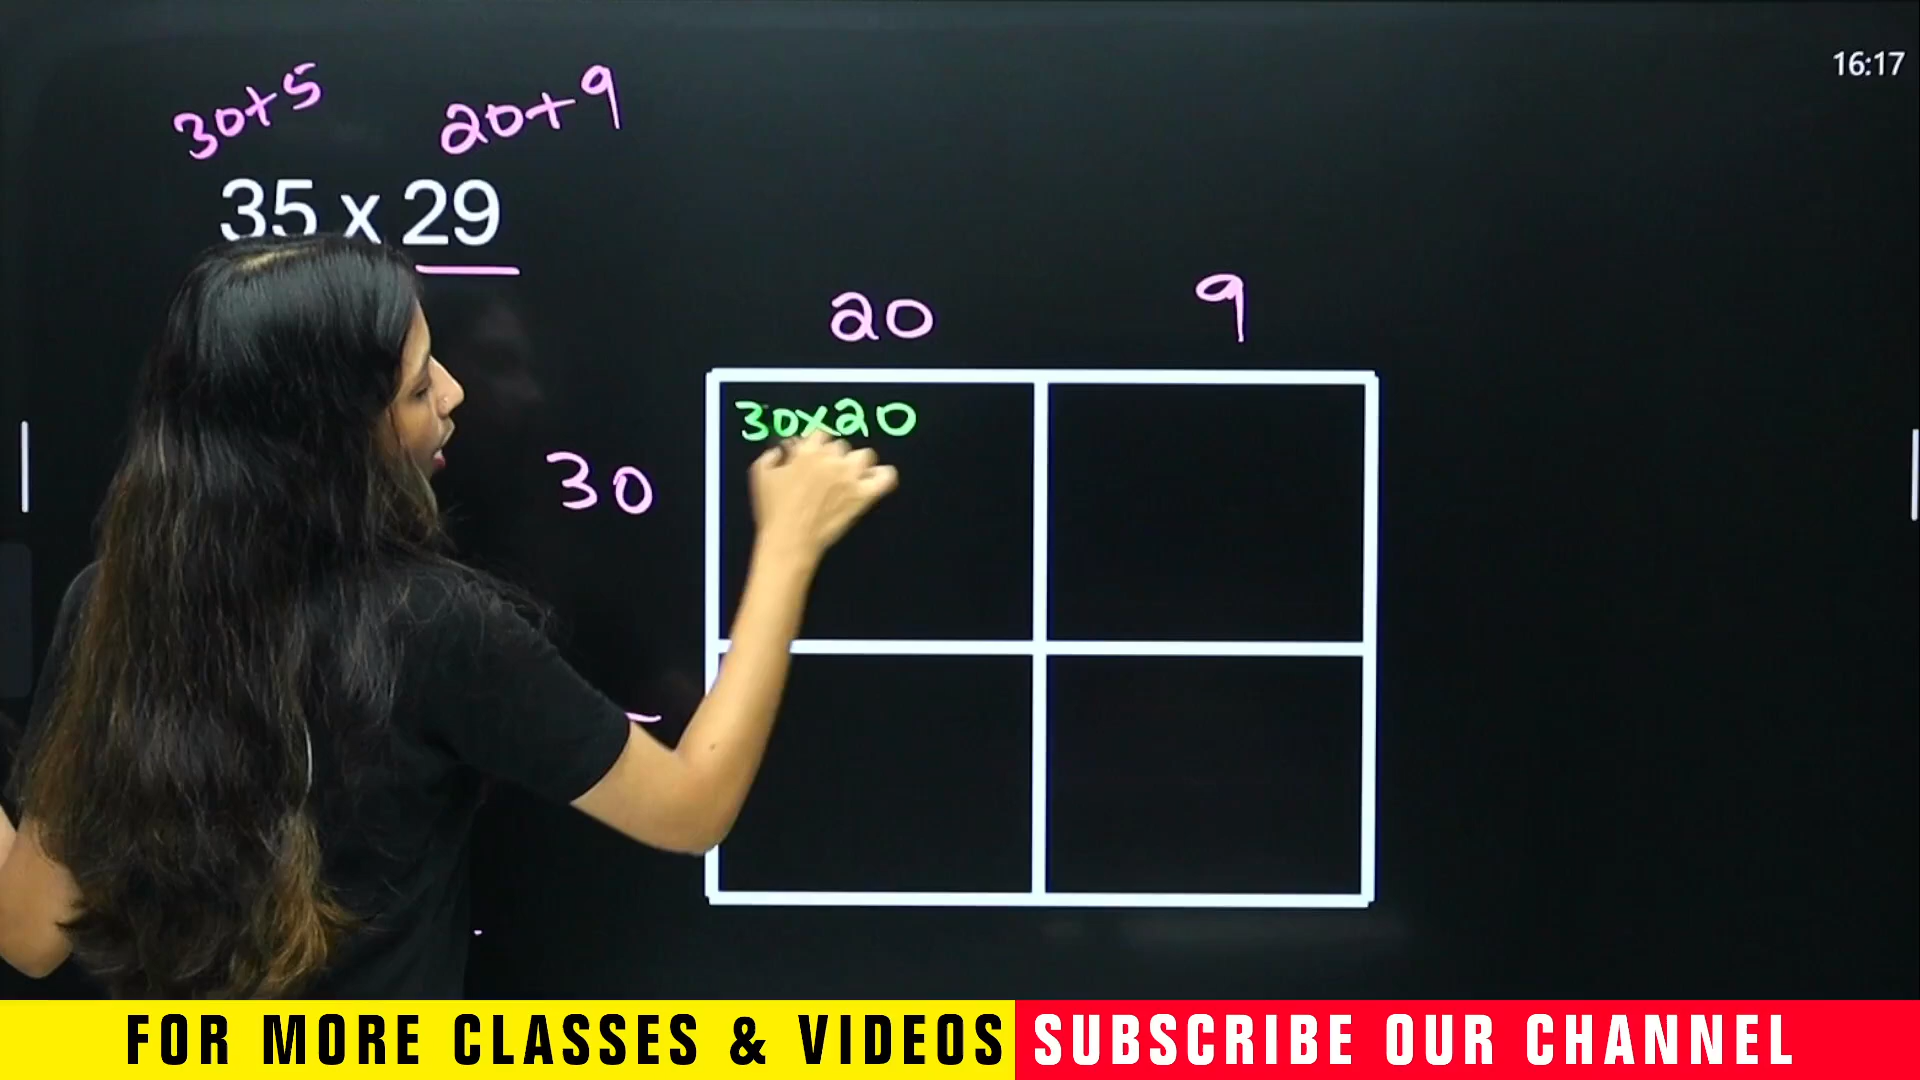 16:17
30+5 20+9
35 x 29
20 9
30x20
30
FOR MORE CLASSES & VIDEOS SUBSCRIBE OUR CHANNEL